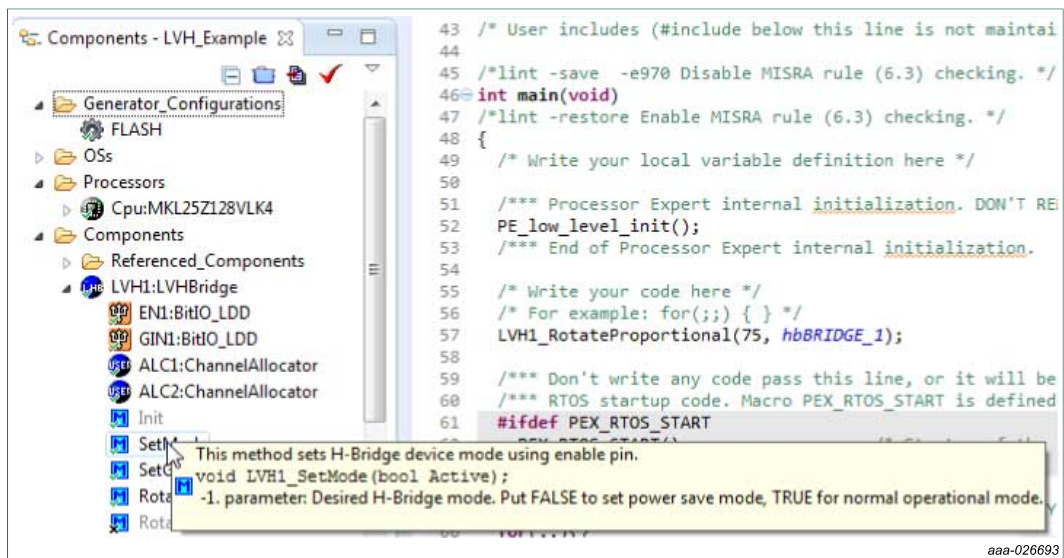 Components - LVH_Example
Generator_Configurations
FLASH
OSs
Processors
Cpu:MKL25Z128VLK4
Components
Referenced_Components
LVH1:LVHBridge
EN1:BitIO_LDD
GIN1:BitIO_LDD
ALC1:ChannelAllocator
ALC2:ChannelAllocator
Init
43 /* User includes (#include below this line is not maintai
44
45 /*lint -save  -e970 Disable MISRA rule (6.3) checking. */
46 int main(void)
47 /*lint -restore Enable MISRA rule (6.3) checking. */
48 {
49   /* Write your local variable definition here */
50
51   /*** Processor Expert internal initialization. DON'T RE
52   PE_low_level_init();
53   /*** End of Processor Expert internal initialization.
54
55   /* Write your code here */
56   /* For example: for(;;) { } */
57   LVH1_RotateProportional(75, hbBRIDGE_1);
58
59   /*** Don't write any code pass this line, or it will be
60   /*** RTOS startup code. Macro PEX_RTOS_START is defined
61   #ifdef PEX_RTOS_START
This method sets H-Bridge device mode using enable pin.
void LVH1_SetMode(bool Active);
-1. parameter: Desired H-Bridge mode. Put FALSE to set power save mode, TRUE for normal operational mode.
Rota
Rota
aaa-026693